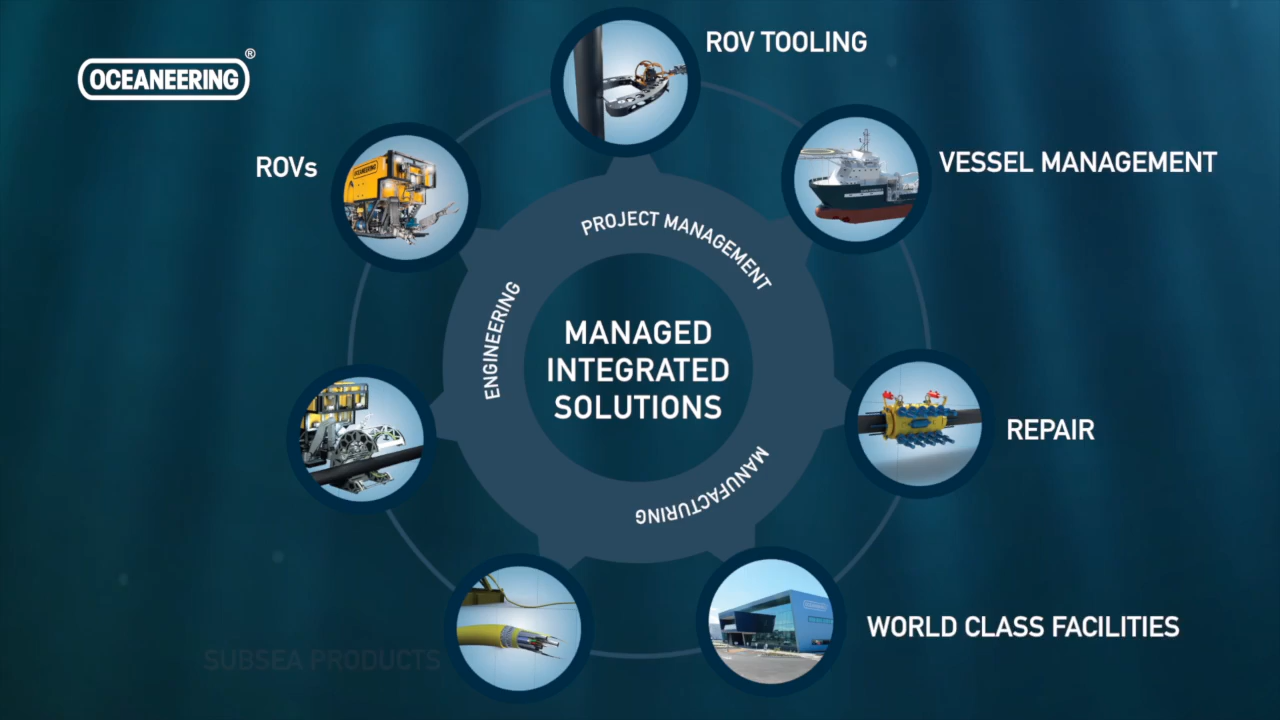 OCEANEERING®
ROV TOOLING
ROVs
VESSEL MANAGEMENT
PROJECT MANAGEMENT
ENGINEERING
MANAGED
INTEGRATED
SOLUTIONS
REPAIR
MANUFACTURING
WORLD CLASS FACILITIES
SUBSEA PRODUCTS
OCEANEERING